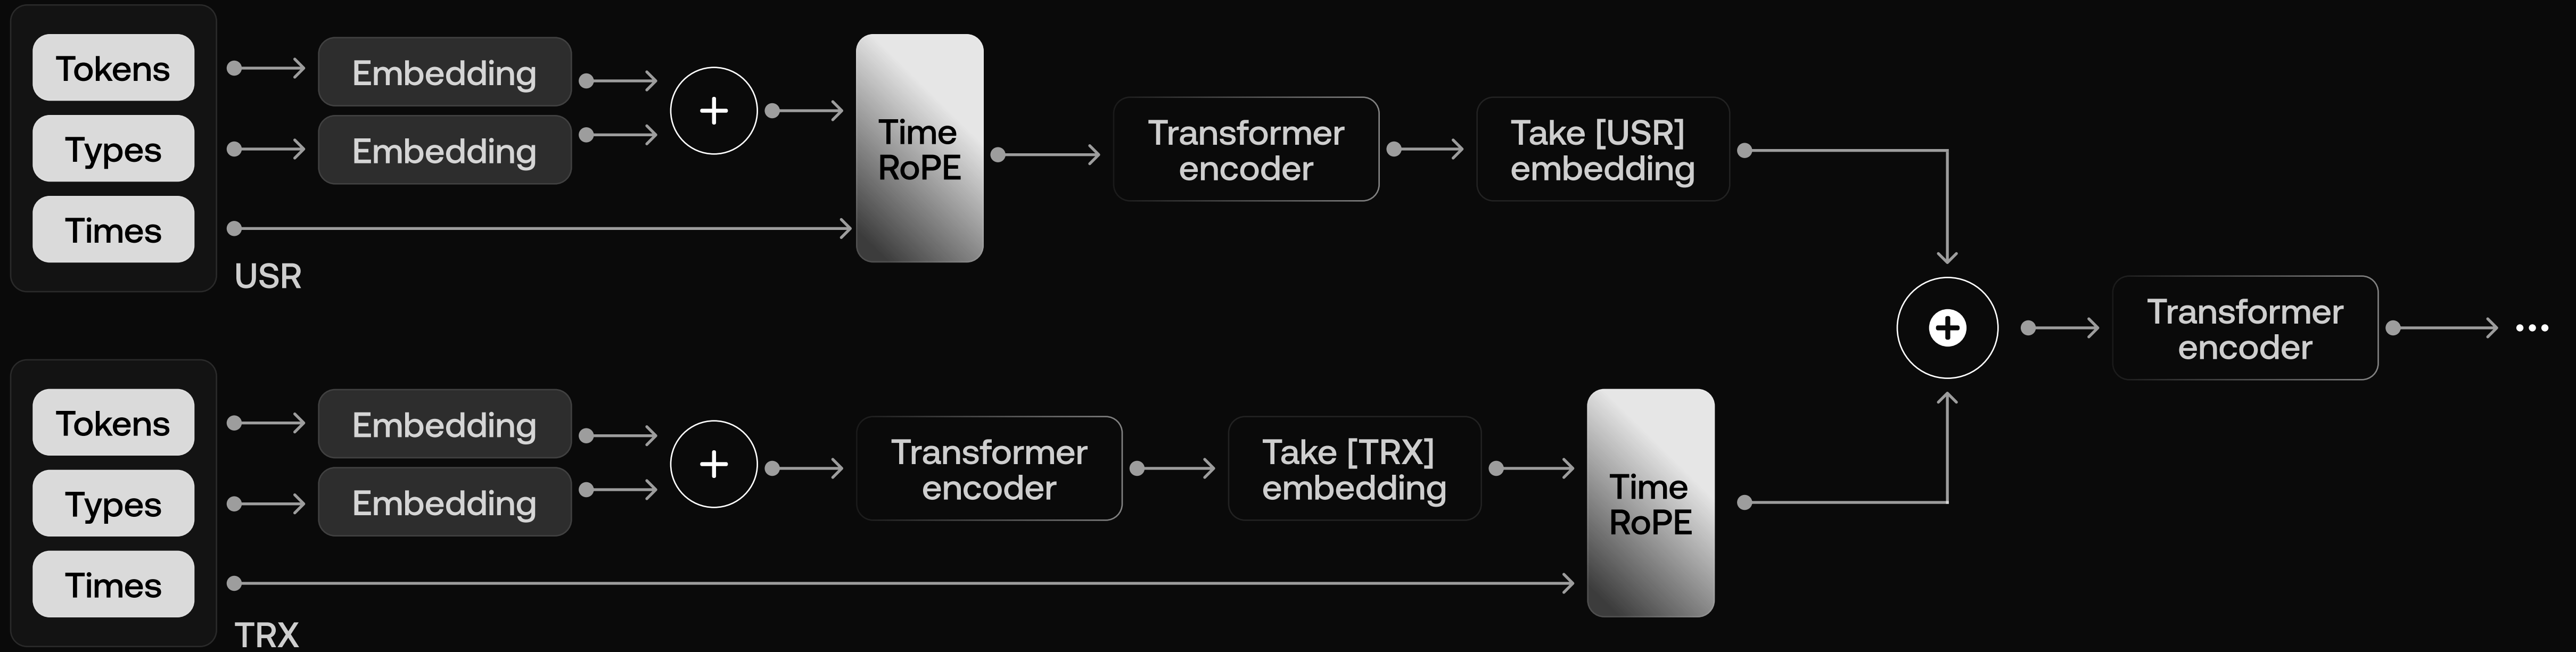 Tokens
Types
Times
USR
Embedding
Embedding
+
Time
RoPE
Transformer
encoder
Take [USR]
embedding
Tokens
Types
Times
TRX
Embedding
Embedding
+
Transformer
encoder
Take [TRX]
embedding
Time
RoPE
+
Transformer
encoder
...